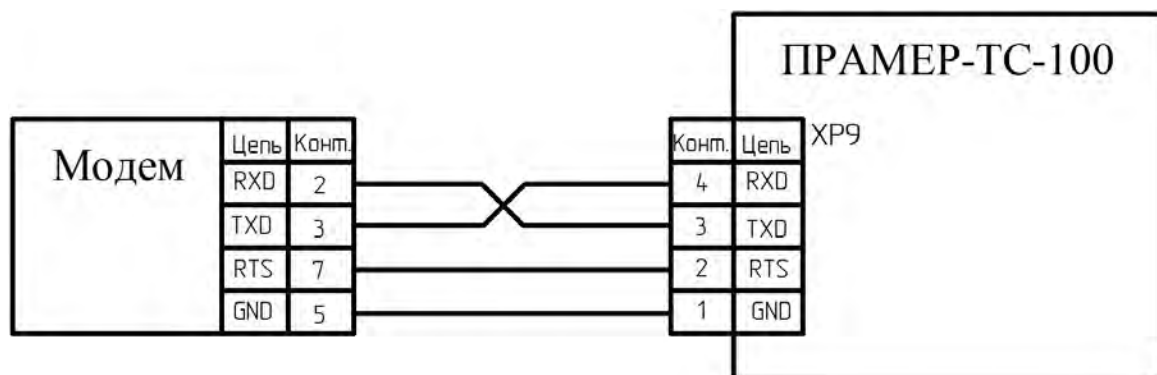 ПРАМЕР-ТС-100
Модем
Цепь Конт.
RXD 2
TXD 3
RTS 7
GND 5
Конт. Цепь XP9
4 RXD
3 TXD
2 RTS
1 GND